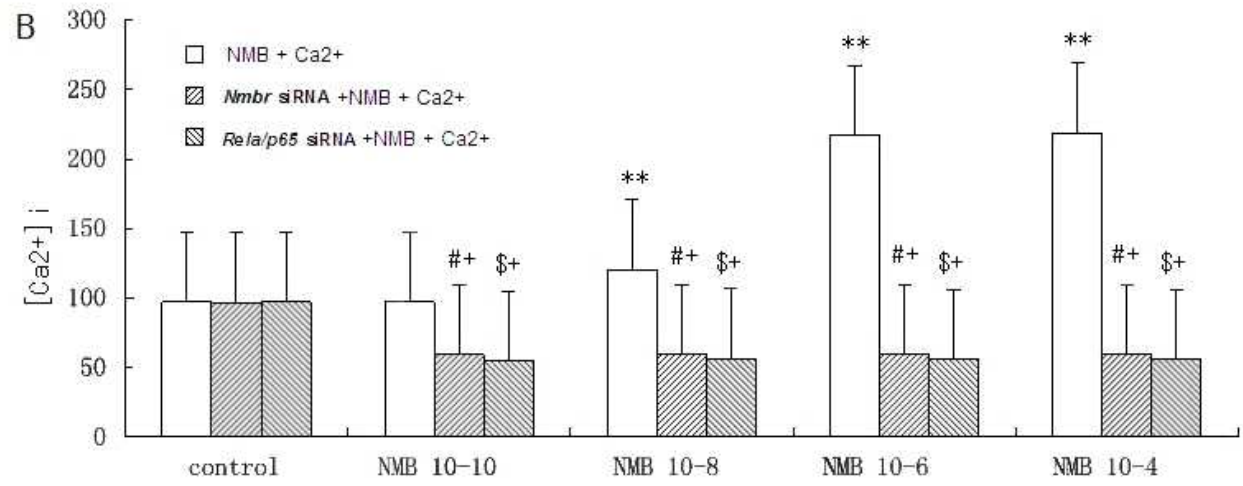 B
300
250
200
150
100
50
0
[Ca2+] i
NMB + Ca2+
Nmbr siRNA +NMB + Ca2+
Rela/p65 siRNA +NMB + Ca2+
#+ $+
** #+ $+
** #+ $+
** #+ $+
control NMB 10-10 NMB 10-8 NMB 10-6 NMB 10-4